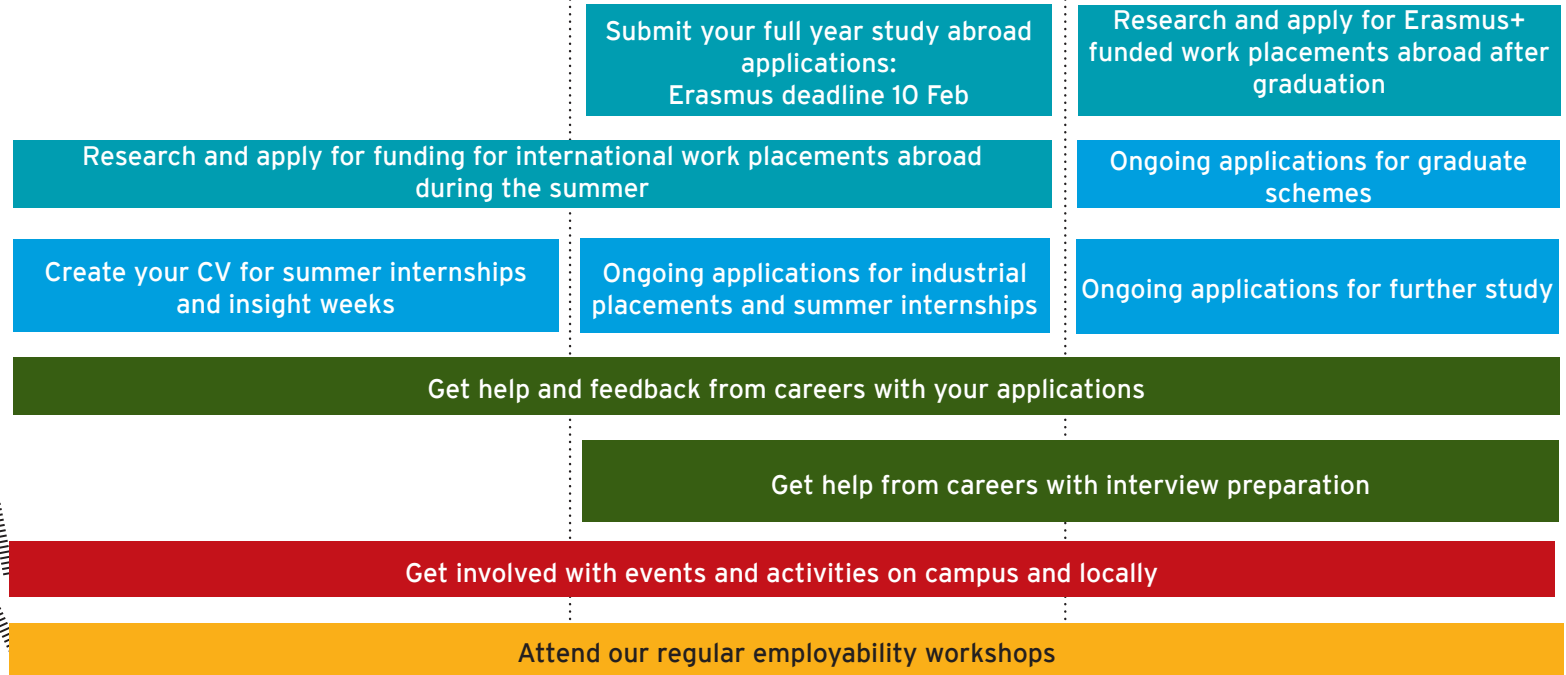 Submit your full year study abroad
applications:
Erasmus deadline 10 Feb
Research and apply for Erasmus+
funded work placements abroad after
graduation
Research and apply for funding for international work placements abroad
during the summer
Ongoing applications for graduate
schemes
Create your CV for summer internships
and insight weeks
Ongoing applications for industrial
placements and summer internships
Ongoing applications for further study
Get help and feedback from careers with your applications
Get help from careers with interview preparation
Get involved with events and activities on campus and locally
Attend our regular employability workshops